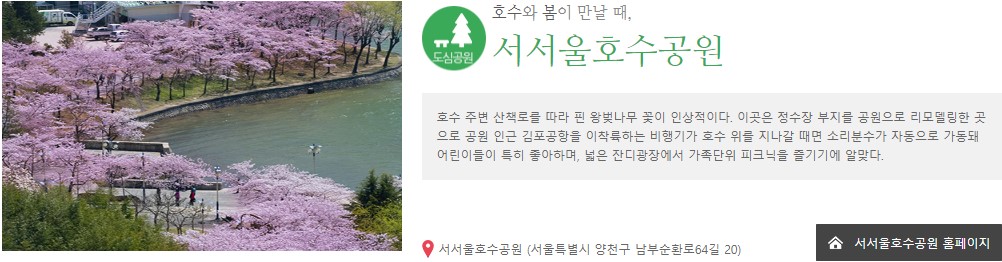 호수와 봄이 만날 때,
도심공원
서서울호수공원
호수 주변 산책로를 따라 핀 왕벚나무 꽃이 인상적이다. 이곳은 정수장 부지를 공원으로 리모델링한 곳
으로 공원 인근 김포공항을 이착륙하는 비행기가 호수 위를 지나갈 때면 소리분수가 자동으로 가동돼
어린이들이 특히 좋아하며, 넓은 잔디광장에서 가족단위 피크닉을 즐기기에 알맞다.
서서울호수공원 (서울특별시 양천구 남부순환로64길 20)
서서울호수공원 홈페이지